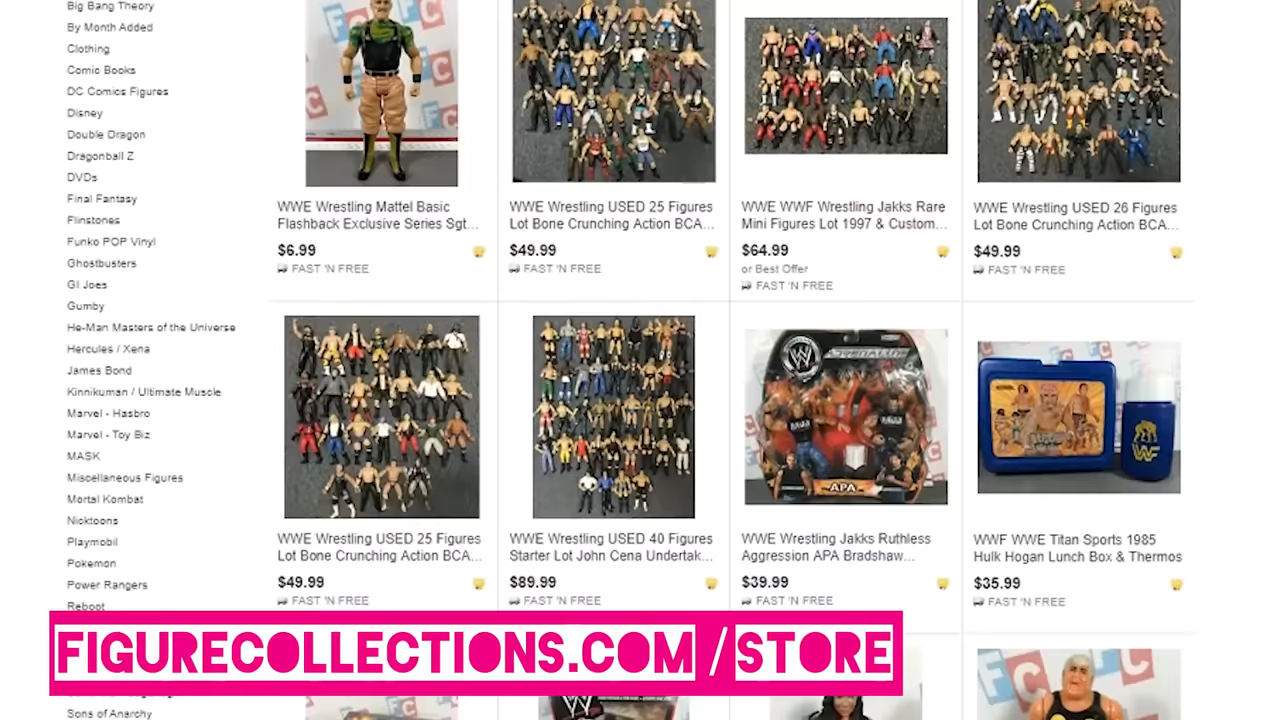 Big Bang Theory
By Month Added
Clothing
Comic Books
DC Comics Figures
Disney
Double Dragon
Dragonball Z
DVDs
Final Fantasy
Flinstones
Funko POP Vinyl
Ghostbusters
GI Joes
Gumby
He-Man Masters of the Universe
Hercules / Xena
James Bond
Kinnikuman / Ultimate Muscle
Marvel - Hasbro
Marvel - Toy Biz
MASK
Miscellaneous Figures
Mortal Kombat
Nicktoons
Playmobil
Pokemon
Power Rangers
Reboot
Sons of Anarchy
WWE Wrestling Mattel Basic
Flashback Exclusive Series Sgt...
$6.99
FAST 'N FREE
WWE Wrestling USED 25 Figures
Lot Bone Crunching Action BCA...
$49.99
FAST 'N FREE
WWE WWF Wrestling Jakks Rare
Mini Figures Lot 1997 & Custom...
$64.99
or Best Offer
FAST 'N FREE
WWE Wrestling USED 26 Figures
Lot Bone Crunching Action BCA...
$49.99
FAST 'N FREE
APA
WWE Wrestling USED 25 Figures
Lot Bone Crunching Action BCA...
$49.99
FAST 'N FREE
WWE Wrestling USED 40 Figures
Starter Lot John Cena Undertak...
$89.99
FAST 'N FREE
WWE Wrestling Jakks Ruthless
Aggression APA Bradshaw...
$39.99
FAST 'N FREE
WWF WWE Titan Sports 1985
Hulk Hogan Lunch Box & Thermos
$35.99
FAST 'N FREE
FIGURECOLLECTIONS.COM /STORE
FC